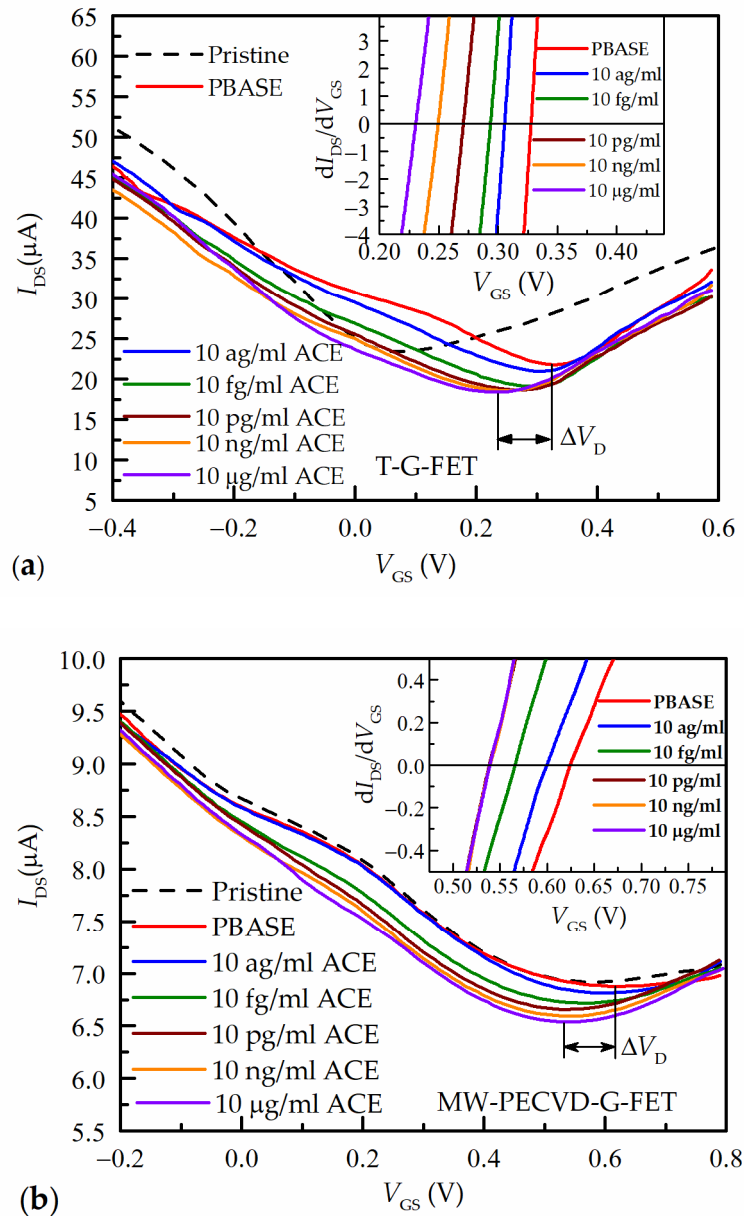 65
60
55
50
45
40
35
30
25
20
15
10
5
I_DS(μA)
Pristine
PBASE
3
2
1
0
−1
−2
−3
−4
dI_DS/dV_GS
PBASE
10 ag/ml
10 fg/ml
10 pg/ml
10 ng/ml
10 μg/ml
0.20 0.25 0.30 0.35 0.40
V_GS (V)
10 ag/ml ACE
10 fg/ml ACE
10 pg/ml ACE
10 ng/ml ACE
10 μg/ml ACE
ΔV_D
T-G-FET
−0.4 −0.2 0.0 0.2 0.4 0.6
V_GS (V)
(a)
10.0
9.5
9.0
8.5
8.0
7.5
7.0
6.5
6.0
5.5
I_DS(μA)
0.4
0.2
0.0
−0.2
−0.4
dI_DS/dV_GS
PBASE
10 ag/ml
10 fg/ml
10 pg/ml
10 ng/ml
10 μg/ml
0.50 0.55 0.60 0.65 0.70 0.75
V_GS (V)
Pristine
PBASE
10 ag/ml ACE
10 fg/ml ACE
10 pg/ml ACE
10 ng/ml ACE
10 μg/ml ACE
ΔV_D
MW-PECVD-G-FET
−0.2 0.0 0.2 0.4 0.6 0.8
V_GS (V)
(b)